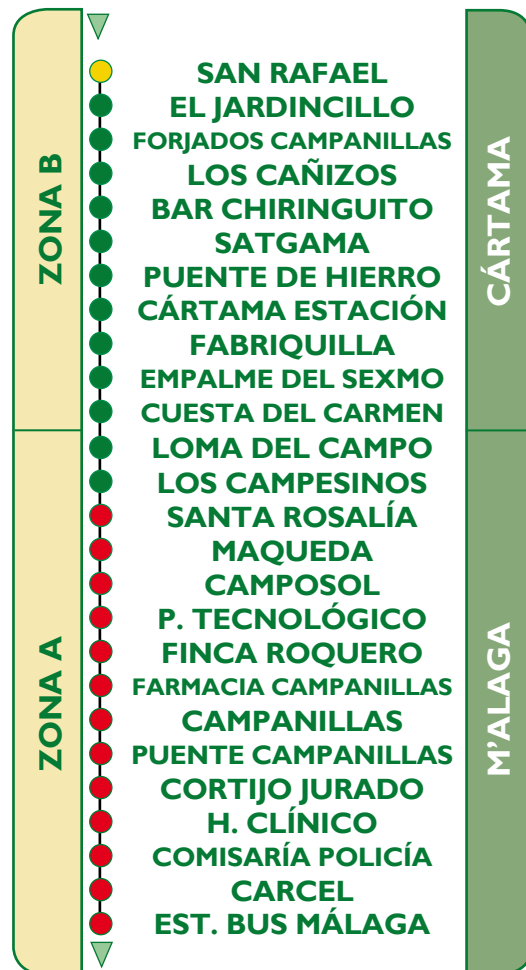 ZONA B
CÁRTAMA
SAN RAFAEL
EL JARDINCILLO
FORJADOS CAMPANILLAS
LOS CAÑIZOS
BAR CHIRINGUITO
SATGAMA
PUENTE DE HIERRO
CÁRTAMA ESTACIÓN
FABRIQUILLA
EMPALME DEL SEXMO
CUESTA DEL CARMEN
ZONA A
M'ALAGA
LOMA DEL CAMPO
LOS CAMPESINOS
SANTA ROSALÍA
MAQUEDA
CAMPOSOL
P. TECNOLÓGICO
FINCA ROQUERO
FARMACIA CAMPANILLAS
CAMPANILLAS
PUENTE CAMPANILLAS
CORTIJO JURADO
H. CLÍNICO
COMISARÍA POLICÍA
CARCEL
EST. BUS MÁLAGA